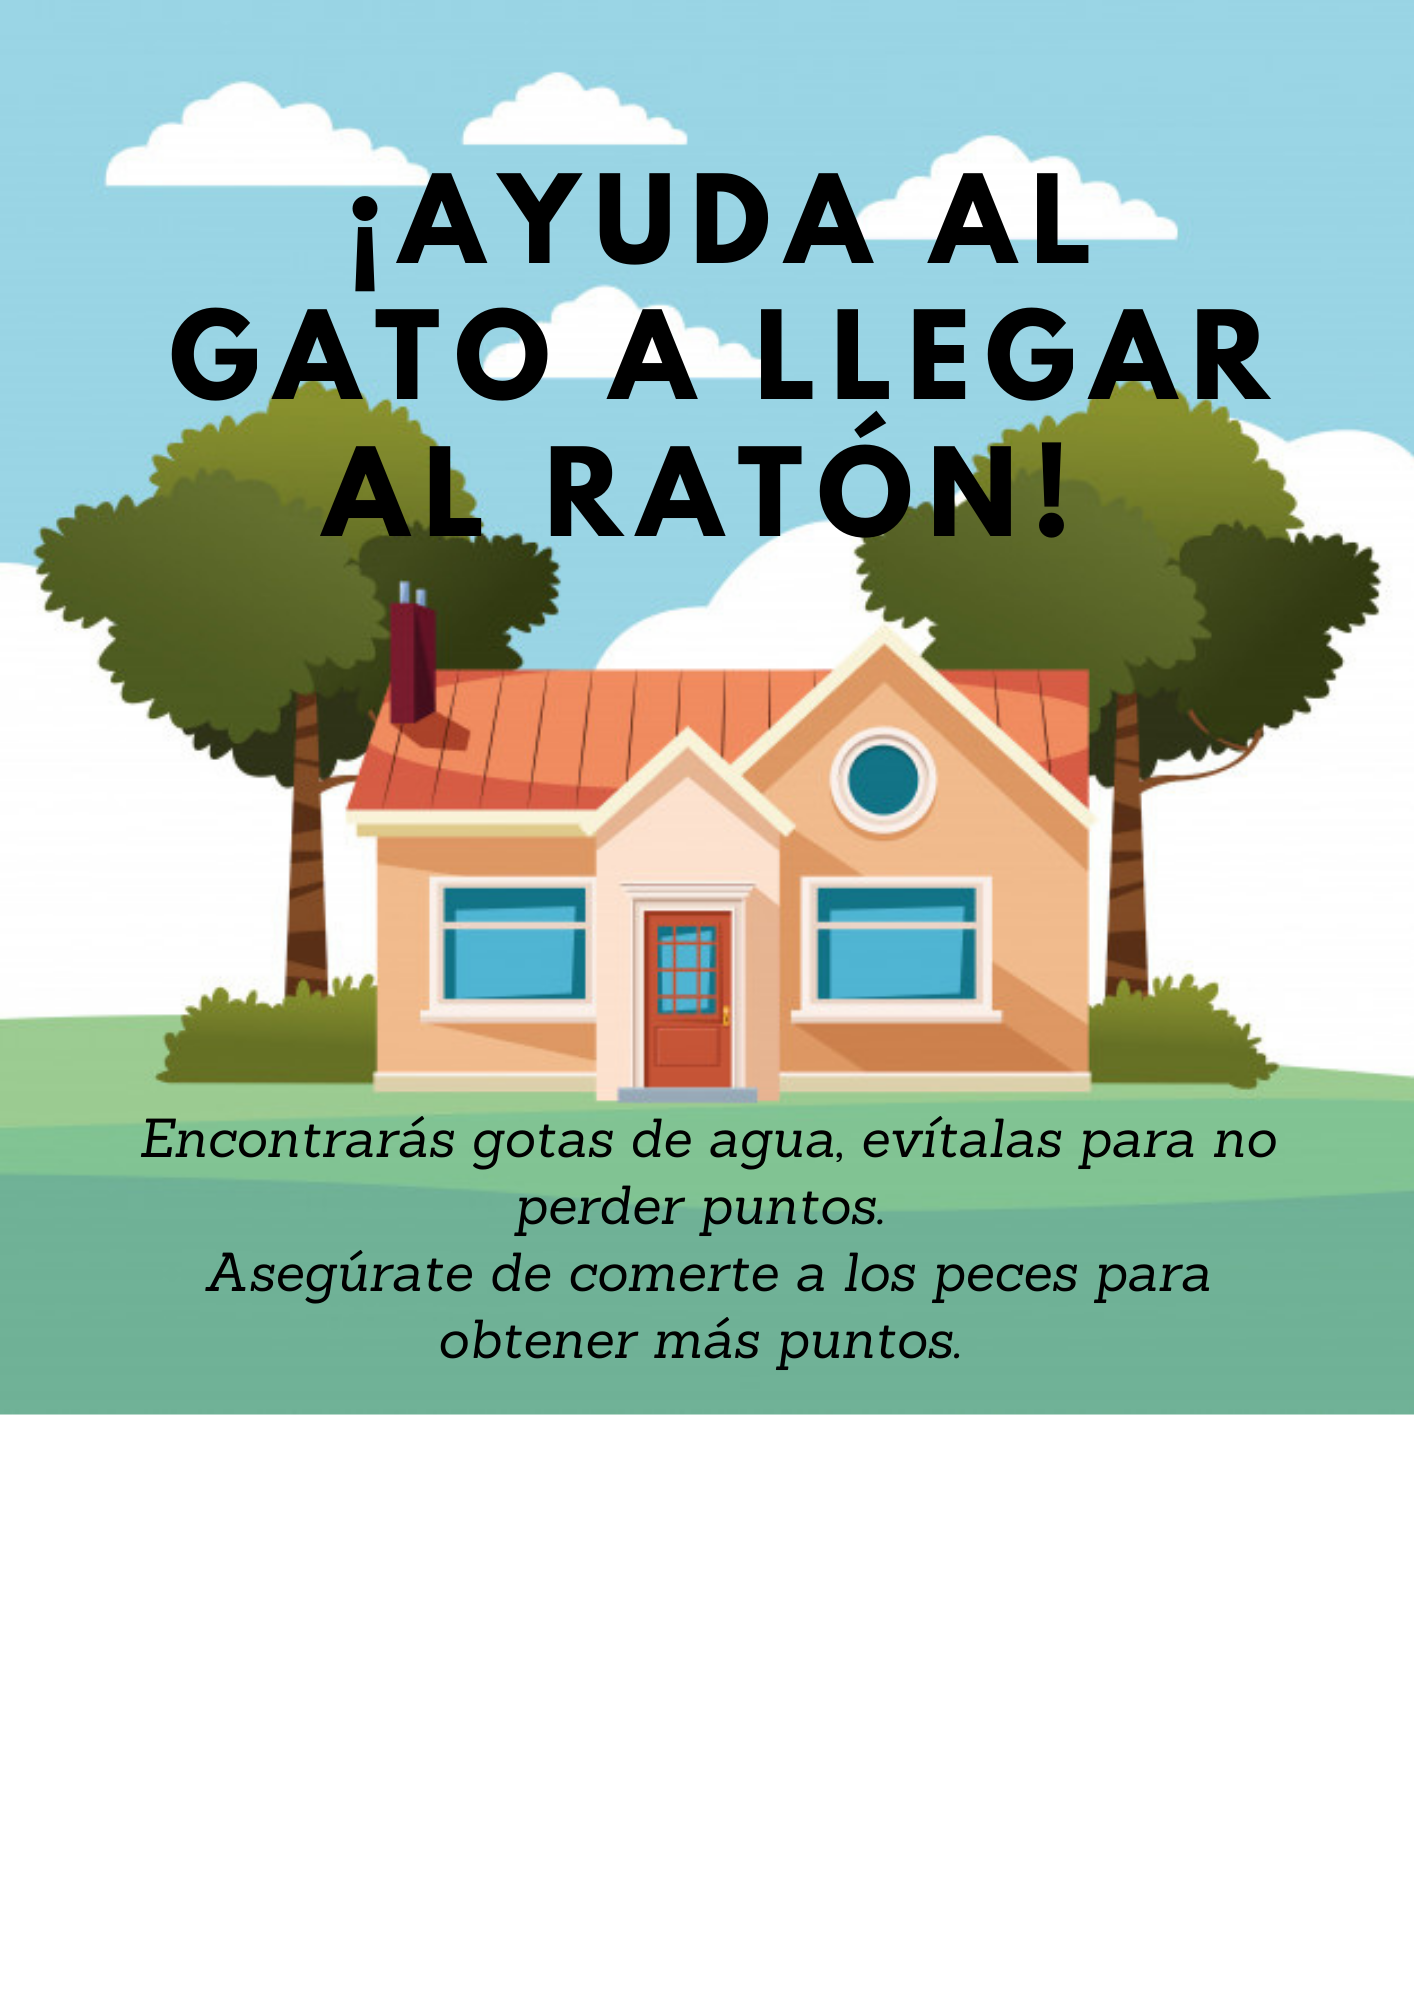 ¡AYUDA AL
GATO A LLEGAR
AL RATÓN!
Encontrarás gotas de agua, evítalas para no
perder puntos.
Asegúrate de comerte a los peces para
obtener más puntos.